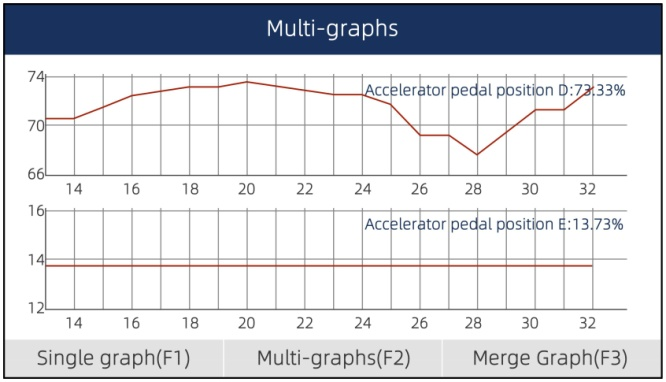 Multi-graphs
74
Accelerator pedal position D:73.33%
70
66
14 16 18 20 22 24 26 28 30 32
16
Accelerator pedal position E:13.73%
14
12
14 16 18 20 22 24 26 28 30 32
Single graph(F1) Multi-graphs(F2) Merge Graph(F3)